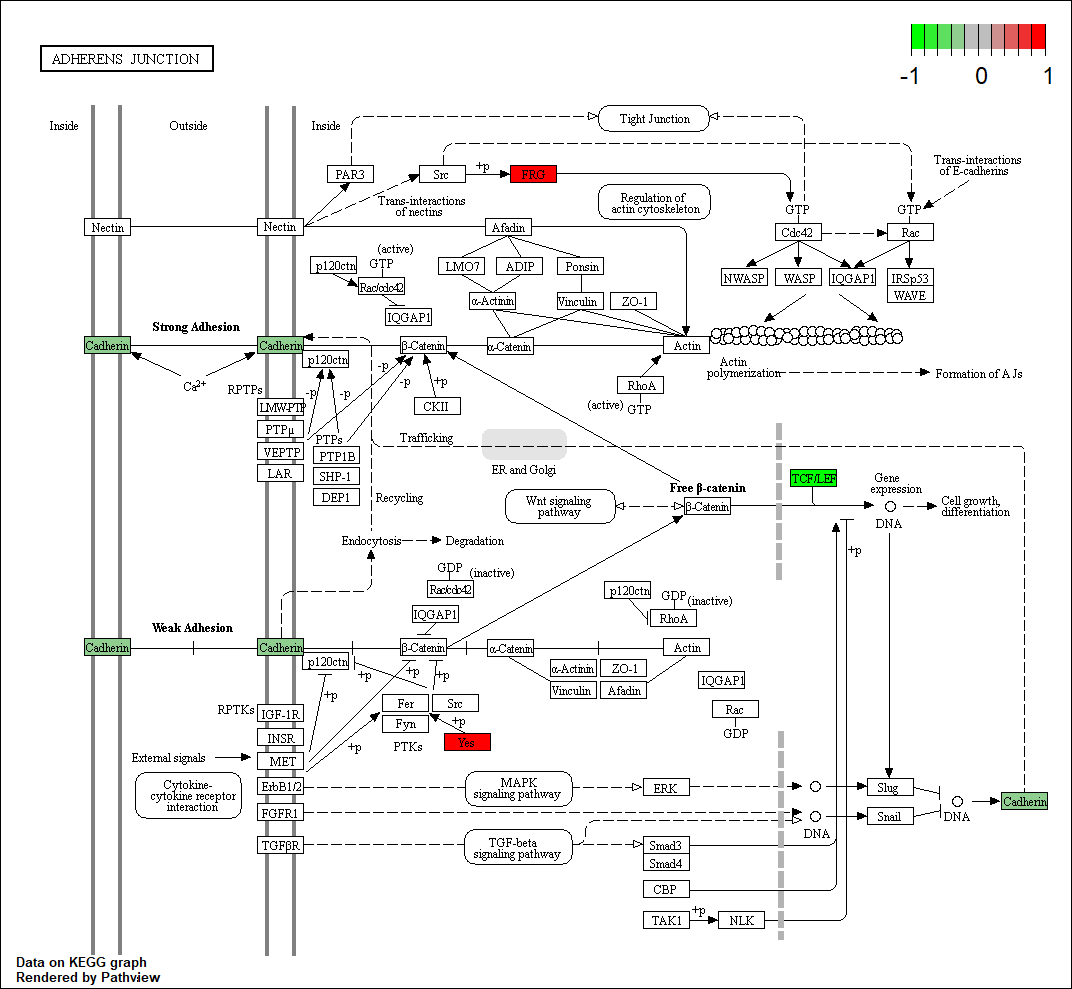 ADHERENS JUNCTION
-1 0 1
Inside
Outside
Inside
Tight Junction
PAR3
Src
+p
FRG
Trans-interactions
of E-cadherins
Trans-interactions
of nectins
Regulation of
actin cytoskeleton
GTP
GTP
Nectin
Nectin
Afadin
Cdc42
Rac
(active)
p120ctn
GTP
Rac/cdc42
IQGAP1
LMO7
ADIP
Ponsin
NWASP
WASP
IQGAP1
IRSp53
WAVE
α-Actinin
Vinculin
ZO-1
Strong Adhesion
Cadherin
Cadherin
p120ctn
β-Catenin
α-Catenin
Actin
Actin
polymerization
Formation of AJs
Ca2+
RPTPs
-p
-p
-p
-p
+p
CKII
RhoA
(active)
GTP
LMW-PTP
PTPμ
VEPTP
LAR
PTPs
PTP1B
SHP-1
DEP1
Trafficking
ER and Golgi
Recycling
Wnt signaling
pathway
Free β-catenin
β-Catenin
TCF/LEF
Gene
expression
DNA
Cell growth,
differentiation
+p
Endocytosis
Degradation
GDP
(inactive)
Rac/cdc42
IQGAP1
p120ctn
GDP
(inactive)
RhoA
Weak Adhesion
Cadherin
Cadherin
p120ctn
β-Catenin
α-Catenin
Actin
+p
+p
+p
+p
α-Actinin
ZO-1
Vinculin
Afadin
IQGAP1
Rac
GDP
Fer
Src
Fyn
+p
PTKs
Yes
+p
RPTKs
IGF-1R
INSR
MET
ErbB1/2
FGFR1
TGFβR
External signals
Cytokine-
cytokine receptor
interaction
MAPK
signaling pathway
ERK
TGF-beta
signaling pathway
DNA
Slug
Snail
DNA
Cadherin
Smad3
Smad4
CBP
TAK1
+p
NLK
Data on KEGG graph
Rendered by Pathview